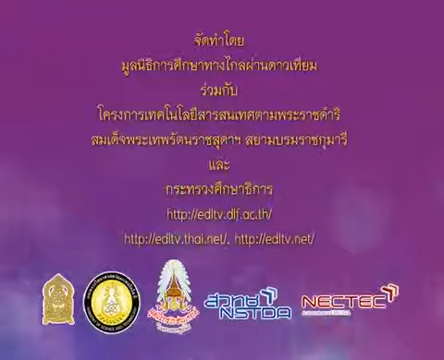 จัดทำโดย
มูลนิธิการศึกษาทางไกลผ่านดาวเทียม
ร่วมกับ
โครงการเทคโนโลยีสารสนเทศตามพระราชดำริ
สมเด็จพระเทพรัตนราชสุดาฯ สยามบรมราชกุมารี
และ
กระทรวงศึกษาธิการ
http://edltv.dlf.ac.th/
http://edltv.thai.net/, http://edltv.net/
สวทช
NSTDA
NECTEC